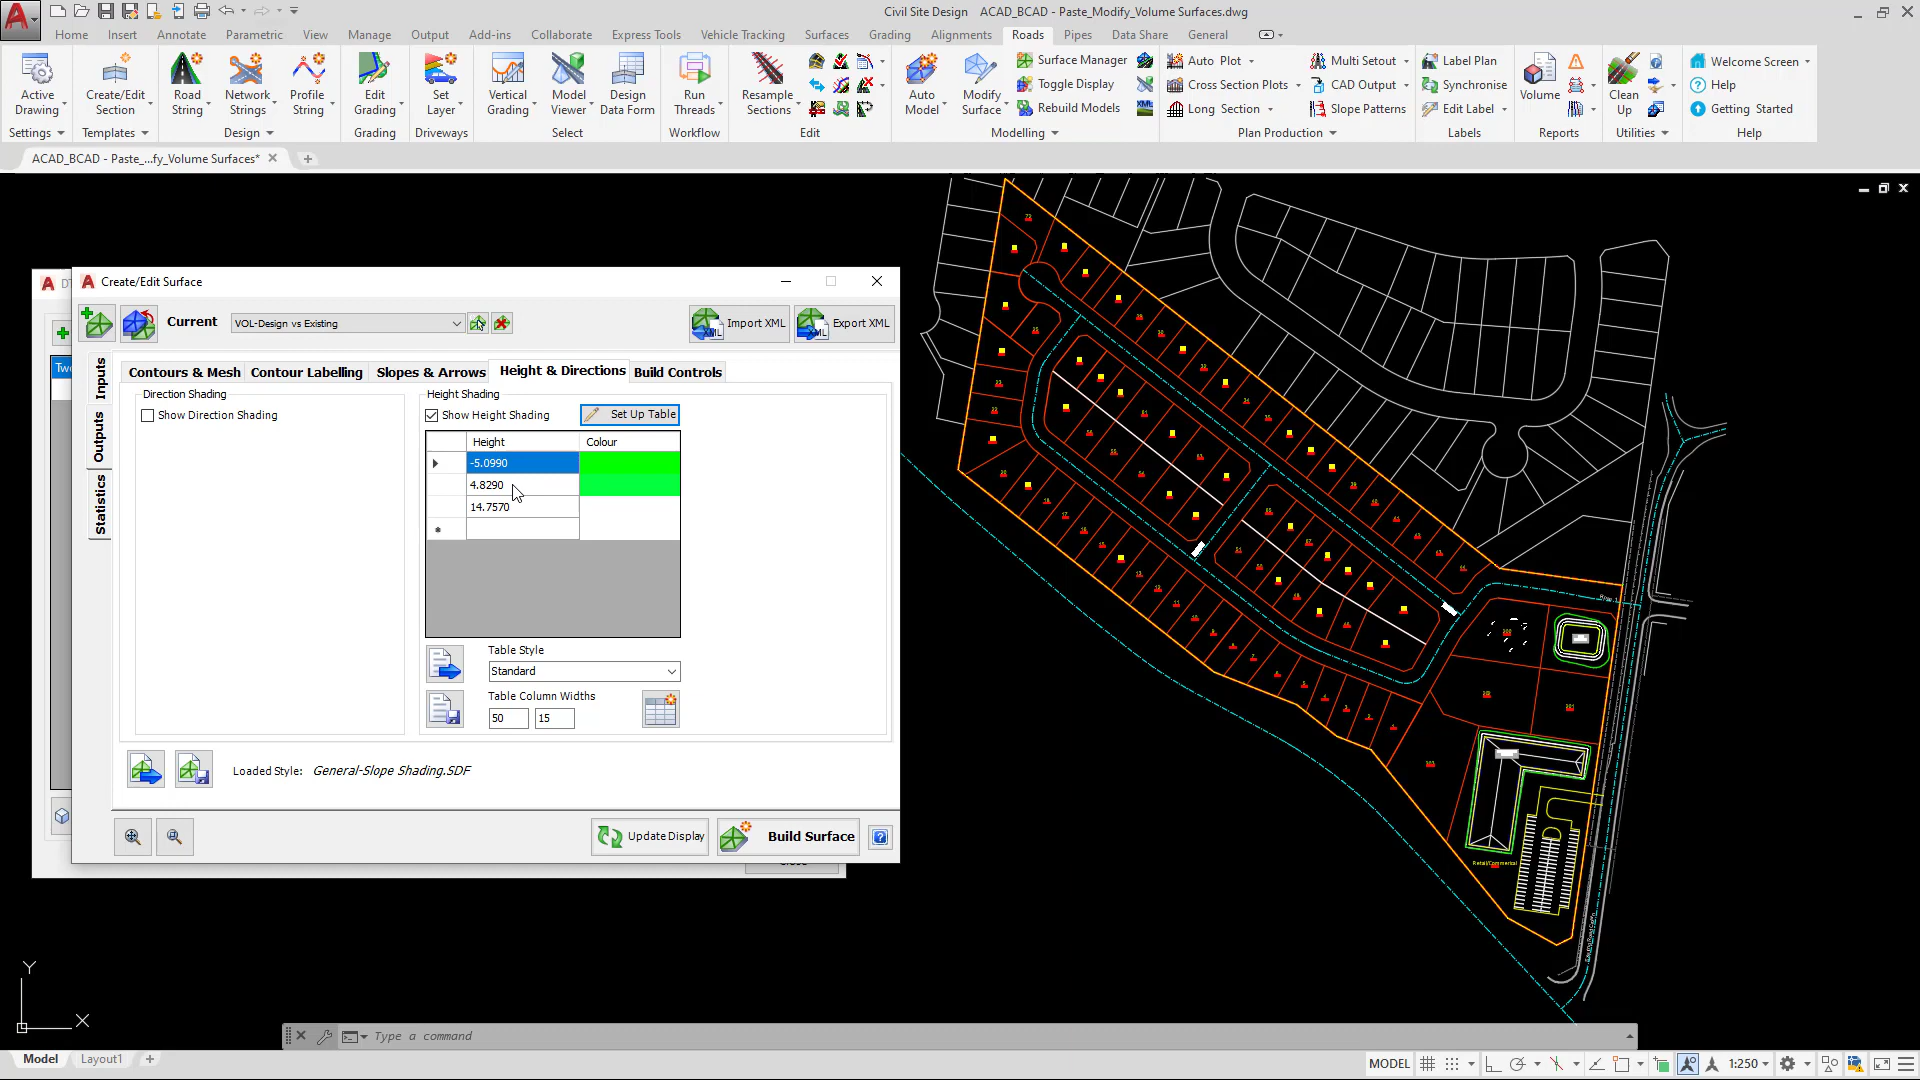 Civil Site Design ACAD_BCAD - Paste_Modify_Volume Surfaces.dwg
Home Insert Annotate Parametric View Manage Output Add-ins Collaborate Express Tools Vehicle Tracking Surfaces Grading Alignments Roads Pipes Data Share General
Active Drawing
Create/Edit Section
Road String
Network Strings
Profile String
Edit Grading
Set Layer
Vertical Grading
Model Viewer
Design Data Form
Run Threads
Resample Sections
Auto Model
Modify Surface
Surface Manager
Toggle Display
Rebuild Models
Auto Plot
Cross Section Plots
Long Section
Multi Setout
CAD Output
Slope Patterns
Label Plan
Synchronise
Edit Label
Volume
Clean Up
Welcome Screen
Help
Getting Started
Settings Templates Design Grading Driveways Select Workflow Edit Modelling Plan Production Labels Reports Utilities Help
ACAD_BCAD - Paste_...fy_Volume Surfaces*
Create/Edit Surface
Current VOL-Design vs Existing
XML Import XML
XML Export XML
Inputs
Outputs
Statistics
Contours & Mesh Contour Labelling Slopes & Arrows Height & Directions Build Controls
Direction Shading
Show Direction Shading
Height Shading
Show Height Shading Set Up Table
Height Colour
-5.0990
4.8290
14.7570
Table Style
Standard
Table Column Widths
50 15
Loaded Style: General-Slope Shading.SDF
Update Display Build Surface
Retail/Commerical
Y
X
Type a command
Model Layout1
MODEL 1:250